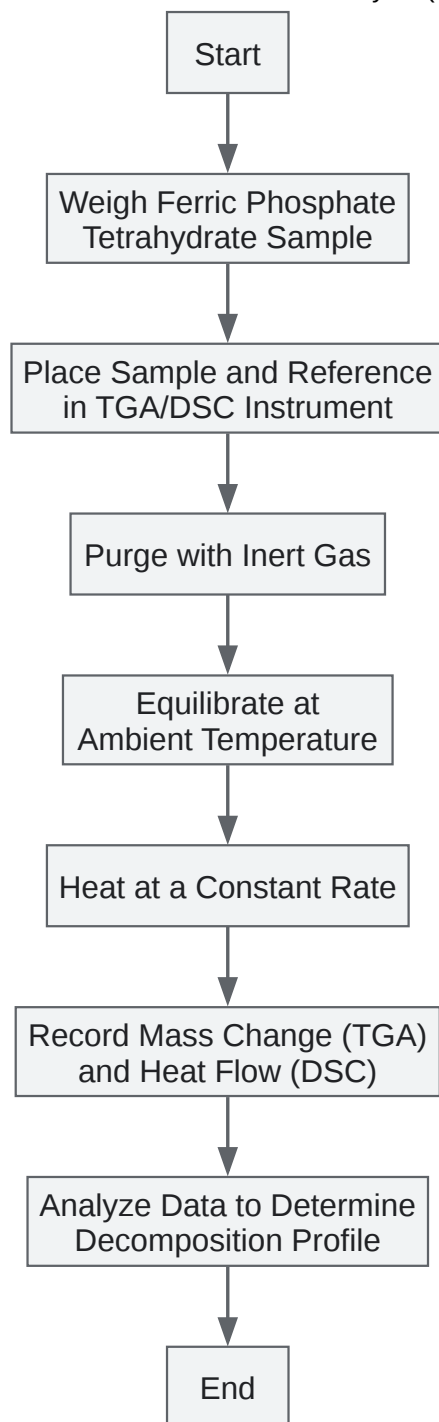 Start
Weigh Ferric Phosphate
Tetrahydrate Sample
Place Sample and Reference
in TGA/DSC Instrument
Purge with Inert Gas
Equilibrate at
Ambient Temperature
Heat at a Constant Rate
Record Mass Change (TGA)
and Heat Flow (DSC)
Analyze Data to Determine
Decomposition Profile
End